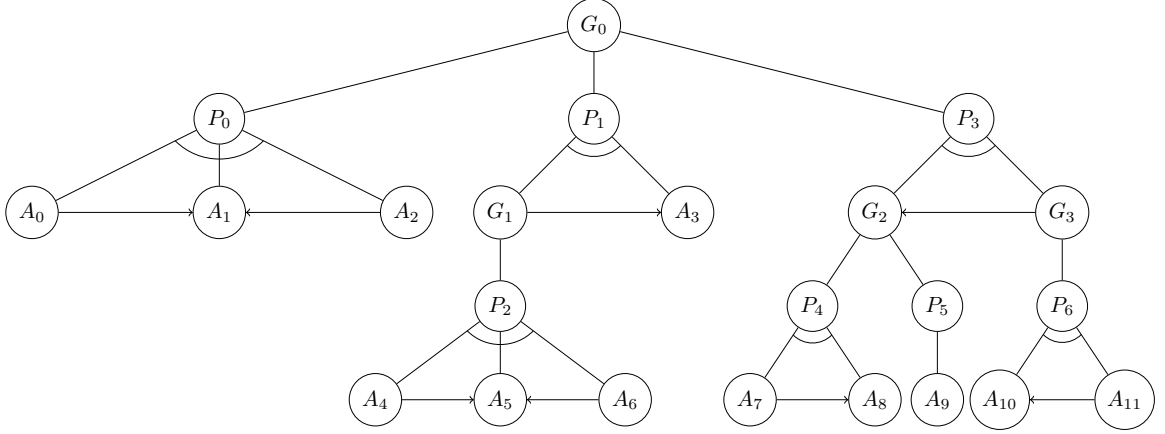 G₀
P₀ P₁ P₃
A₀ A₁ A₂ G₁ A₃ G₂ G₃
P₂ P₄ P₅ P₆
A₄ A₅ A₆ A₇ A₈ A₉ A₁₀ A₁₁